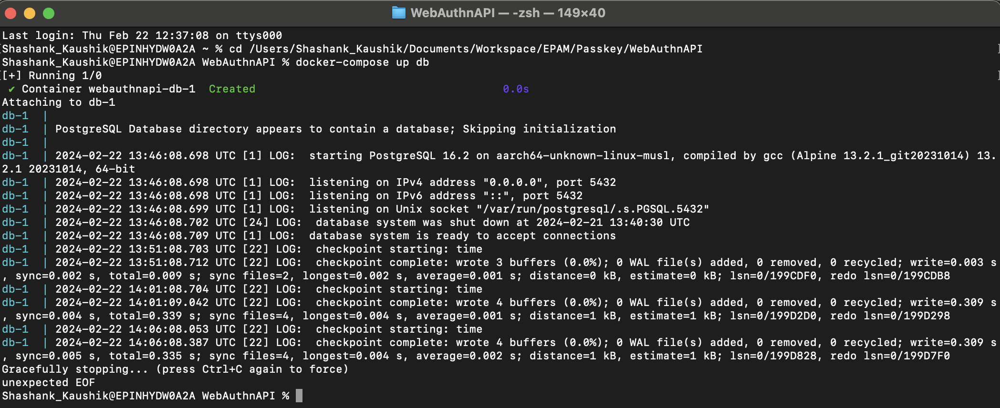 WebAuthnAPI — -zsh — 149×40
Last login: Thu Feb 22 12:37:08 on ttys000
[Shashank_Kaushik@EPINHYDW0A2A ~ % cd /Users/Shashank_Kaushik/Documents/Workspace/EPAM/Passkey/WebAuthnAPI ]
Shashank_Kaushik@EPINHYDW0A2A WebAuthnAPI % docker-compose up db
[[+] Running 1/0 ]
✔ Container webauthnapi-db-1  Created 0.0s
Attaching to db-1
db-1  |
db-1  | PostgreSQL Database directory appears to contain a database; Skipping initialization
db-1  |
db-1  | 2024-02-22 13:46:08.698 UTC [1] LOG:  starting PostgreSQL 16.2 on aarch64-unknown-linux-musl, compiled by gcc (Alpine 13.2.1_git20231014) 13.
2.1 20231014, 64-bit
db-1  | 2024-02-22 13:46:08.698 UTC [1] LOG:  listening on IPv4 address "0.0.0.0", port 5432
db-1  | 2024-02-22 13:46:08.698 UTC [1] LOG:  listening on IPv6 address "::", port 5432
db-1  | 2024-02-22 13:46:08.699 UTC [1] LOG:  listening on Unix socket "/var/run/postgresql/.s.PGSQL.5432"
db-1  | 2024-02-22 13:46:08.702 UTC [24] LOG:  database system was shut down at 2024-02-21 13:40:30 UTC
db-1  | 2024-02-22 13:46:08.709 UTC [1] LOG:  database system is ready to accept connections
db-1  | 2024-02-22 13:51:08.703 UTC [22] LOG:  checkpoint starting: time
db-1  | 2024-02-22 13:51:08.712 UTC [22] LOG:  checkpoint complete: wrote 3 buffers (0.0%); 0 WAL file(s) added, 0 removed, 0 recycled; write=0.003 s
, sync=0.002 s, total=0.009 s; sync files=2, longest=0.002 s, average=0.001 s; distance=0 kB, estimate=0 kB; lsn=0/199CDF0, redo lsn=0/199CDB8
db-1  | 2024-02-22 14:01:08.704 UTC [22] LOG:  checkpoint starting: time
db-1  | 2024-02-22 14:01:09.042 UTC [22] LOG:  checkpoint complete: wrote 4 buffers (0.0%); 0 WAL file(s) added, 0 removed, 0 recycled; write=0.309 s
, sync=0.004 s, total=0.339 s; sync files=4, longest=0.004 s, average=0.001 s; distance=1 kB, estimate=1 kB; lsn=0/199D2D0, redo lsn=0/199D298
db-1  | 2024-02-22 14:06:08.053 UTC [22] LOG:  checkpoint starting: time
db-1  | 2024-02-22 14:06:08.387 UTC [22] LOG:  checkpoint complete: wrote 4 buffers (0.0%); 0 WAL file(s) added, 0 removed, 0 recycled; write=0.309 s
, sync=0.005 s, total=0.335 s; sync files=4, longest=0.004 s, average=0.002 s; distance=1 kB, estimate=1 kB; lsn=0/199D828, redo lsn=0/199D7F0
Gracefully stopping... (press Ctrl+C again to force)
unexpected EOF
Shashank_Kaushik@EPINHYDW0A2A WebAuthnAPI %